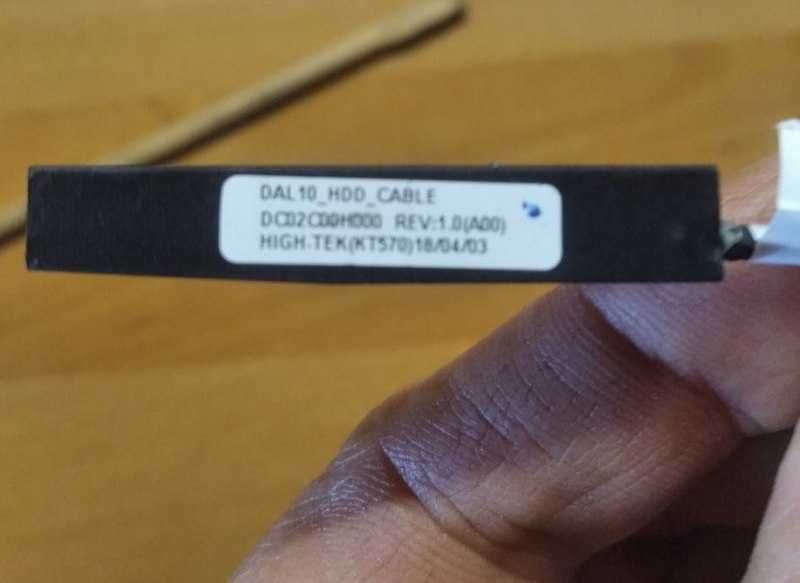 DAL10_HDD_CABLE
DC02C00H000 REV:1.0(A00)
HIGH-TEK(KT570)18/04/03